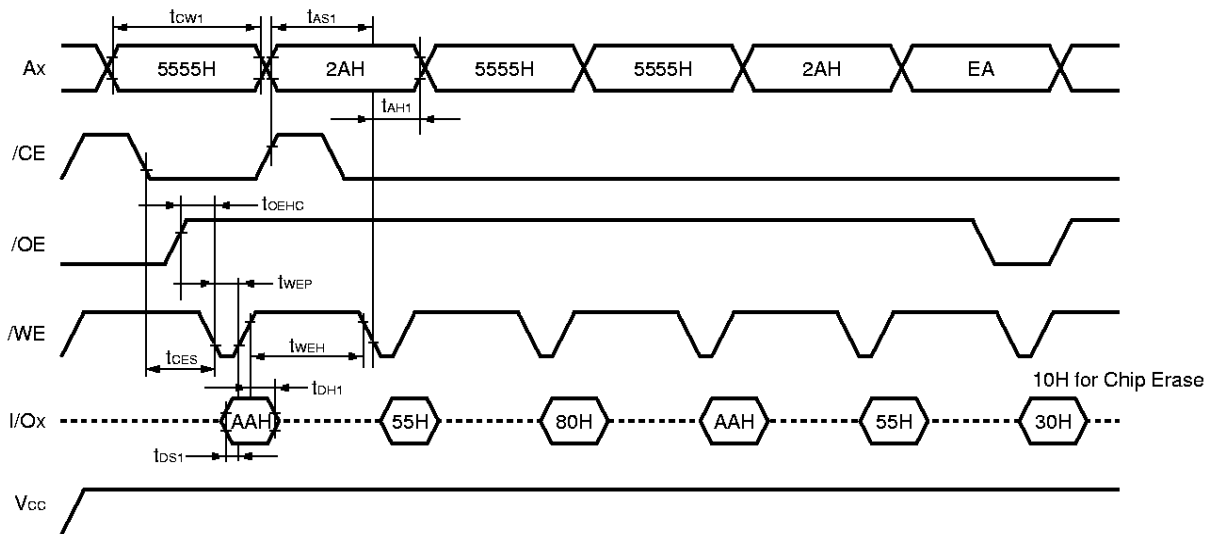 tCW1 tAS1
Ax 5555H 2AH 5555H 5555H 2AH EA
tAH1
/CE
tOEHC
/OE
tWEP
/WE
tWEH
tCES
10H for Chip Erase
tDH1
I/Ox AAH 55H 80H AAH 55H 30H
tDS1
Vcc